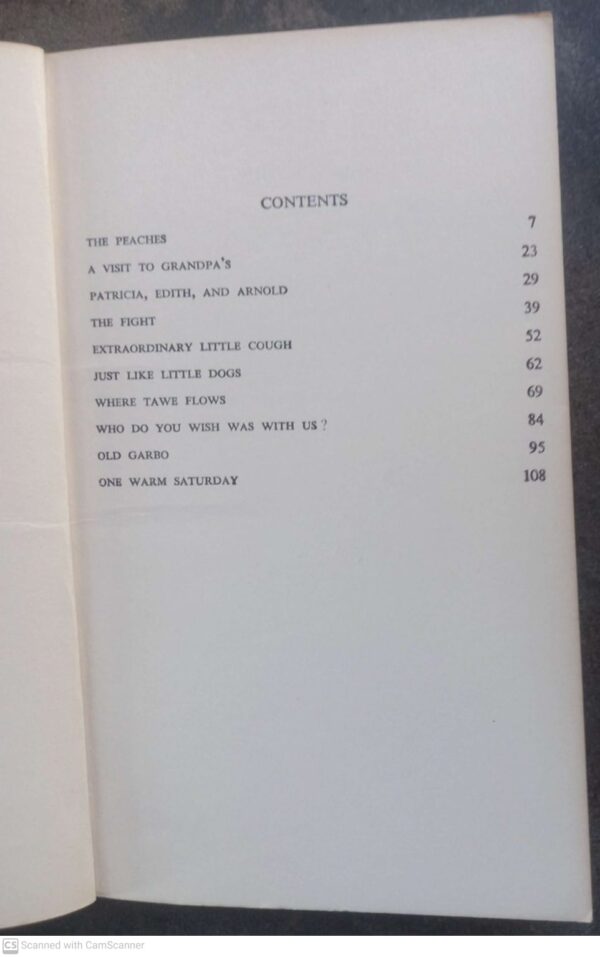 CONTENTS
THE PEACHES 7
A VISIT TO GRANDPA'S 23
PATRICIA, EDITH, AND ARNOLD 29
THE FIGHT 39
EXTRAORDINARY LITTLE COUGH 52
JUST LIKE LITTLE DOGS 62
WHERE TAWE FLOWS 69
WHO DO YOU WISH WAS WITH US? 84
OLD GARBO 95
ONE WARM SATURDAY 108
CS Scanned with CamScanner